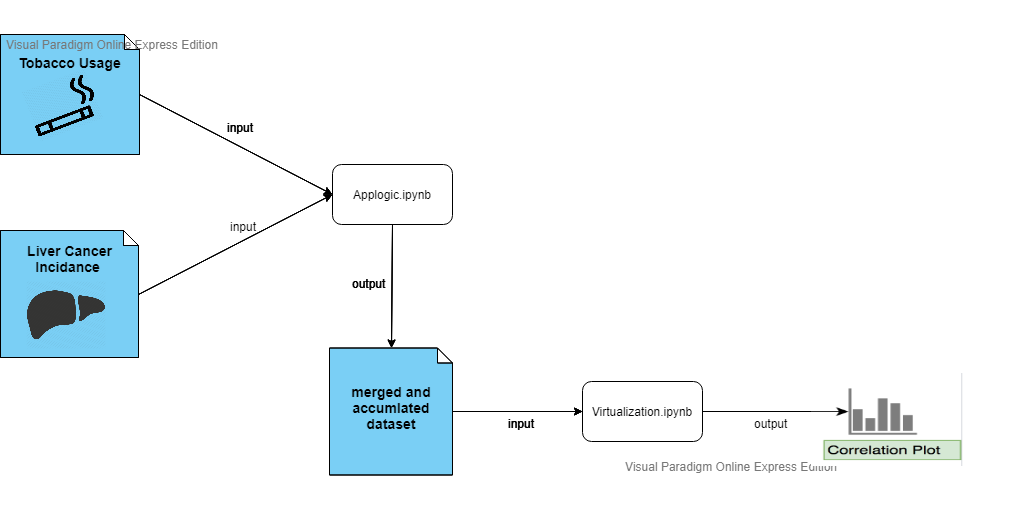 Visual Paradigm Online Express Edition
Tobacco Usage
input
Applogic.ipynb
input
Liver Cancer
Incidance
output
merged and
accumlated
dataset
input
Virtualization.ipynb
output
Correlation Plot
Visual Paradigm Online Express Edition